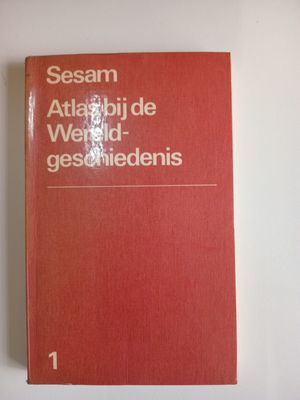 Sesam
Atlas bij de
Wereld-
geschiedenis
1